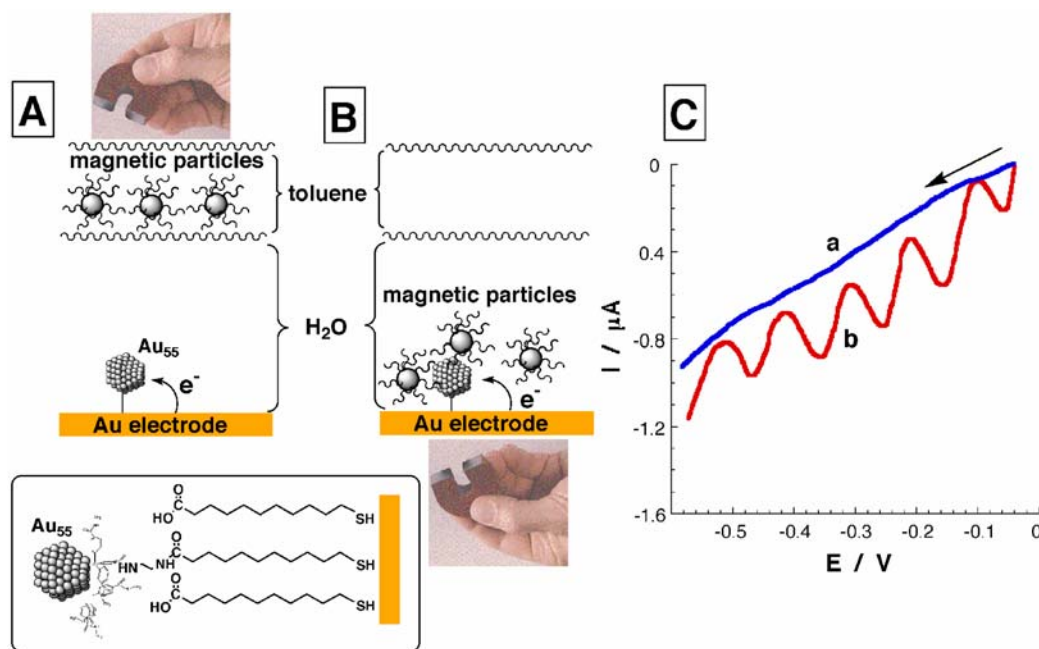 A
B
C
magnetic particles
toluene
magnetic particles
H₂O
Au₅₅
e⁻
e⁻
Au electrode
Au electrode
Au₅₅
HO
O
C
SH
HN
NH
O
C
SH
HO
O
C
SH
0
0.4
-0.8
-1.2
-1.6
I / μA
a
b
-0.5 -0.4 -0.3 -0.2 -0.1 0
E / V